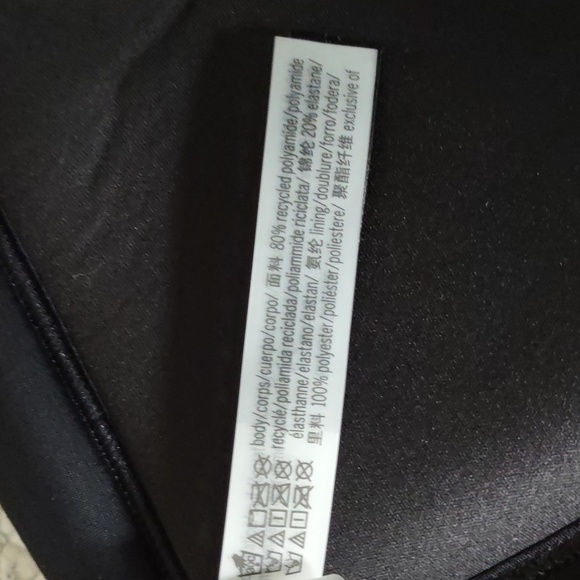 body/corps/cuerpo/corpo/ 面料 80% recycled polyamide/polyamide
recyclé/poliamida reciclada/poliammide riciclata/ 锦纶 20% elastane/
élasthanne/elastano/elastan/ 氨纶 lining/doublure/forro/fodera/
里料 100% polyester/poliéster/poliestere/ 聚酯纤维 exclusive of